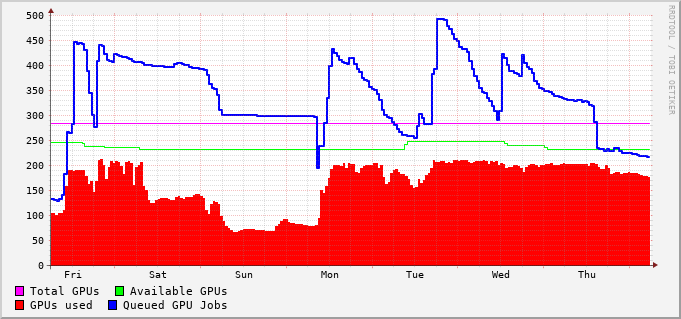 500
450
400
350
300
250
200
150
100
50
0
Fri Sat Sun Mon Tue Wed Thu
Total GPUs Available GPUs
GPUs used Queued GPU Jobs
RRDTOOL / TOBI OETIKER